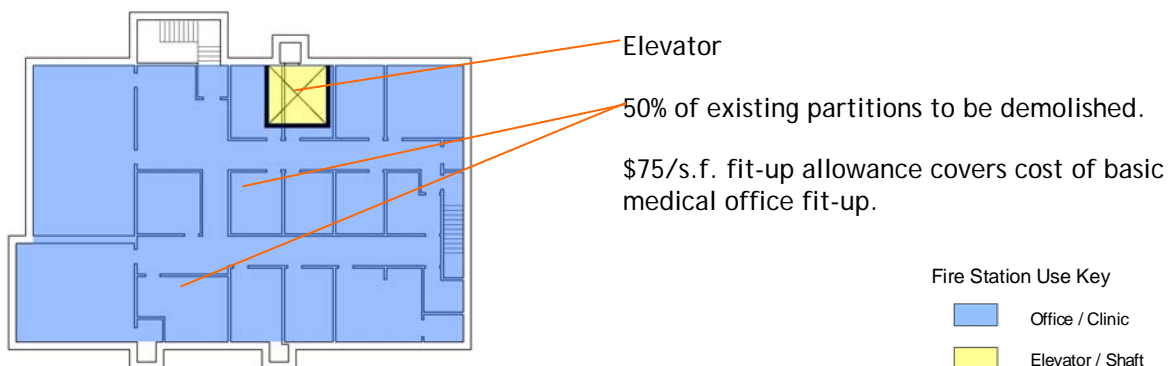 Elevator
50% of existing partitions to be demolished.
$75/s.f. fit-up allowance covers cost of basic
medical office fit-up.
Fire Station Use Key
Office / Clinic
Elevator / Shaft